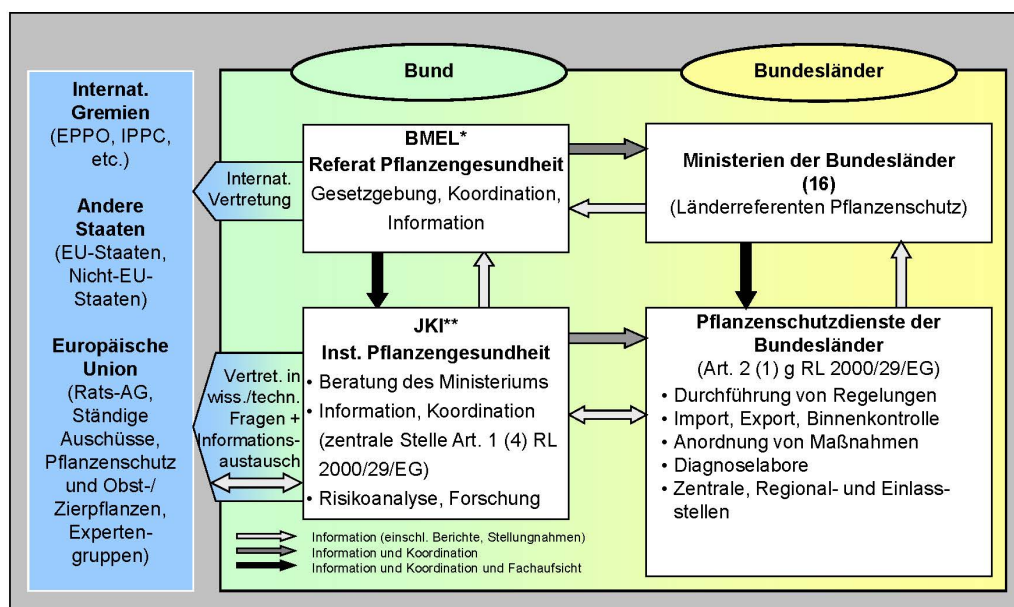 Bund
Bundesländer
Internat.
Gremien
(EPPO, IPPC,
etc.)
Andere
Staaten
(EU-Staaten,
Nicht-EU-
Staaten)
Europäische
Union
(Rats-AG,
Ständige
Auschüsse,
Pflanzenschutz
und Obst-/
Zierpflanzen,
Experten-
gruppen)
Internat.
Vertretung
BMEL*
Referat Pflanzengesundheit
Gesetzgebung, Koordination,
Information
Ministerien der Bundesländer
(16)
(Länderreferenten Pflanzenschutz)
Vertret. in
wiss./techn.
Fragen +
Informations-
austausch
JKI**
Inst. Pflanzengesundheit
• Beratung des Ministeriums
• Information, Koordination
(zentrale Stelle Art. 1 (4) RL
2000/29/EG)
• Risikoanalyse, Forschung
Pflanzenschutzdienste der
Bundesländer
(Art. 2 (1) g RL 2000/29/EG)
• Durchführung von Regelungen
• Import, Export, Binnenkontrolle
• Anordnung von Maßnahmen
• Diagnoselabore
• Zentrale, Regional- und Einlass-
stellen
Information (einschl. Berichte, Stellungnahmen)
Information und Koordination
Information und Koordination und Fachaufsicht